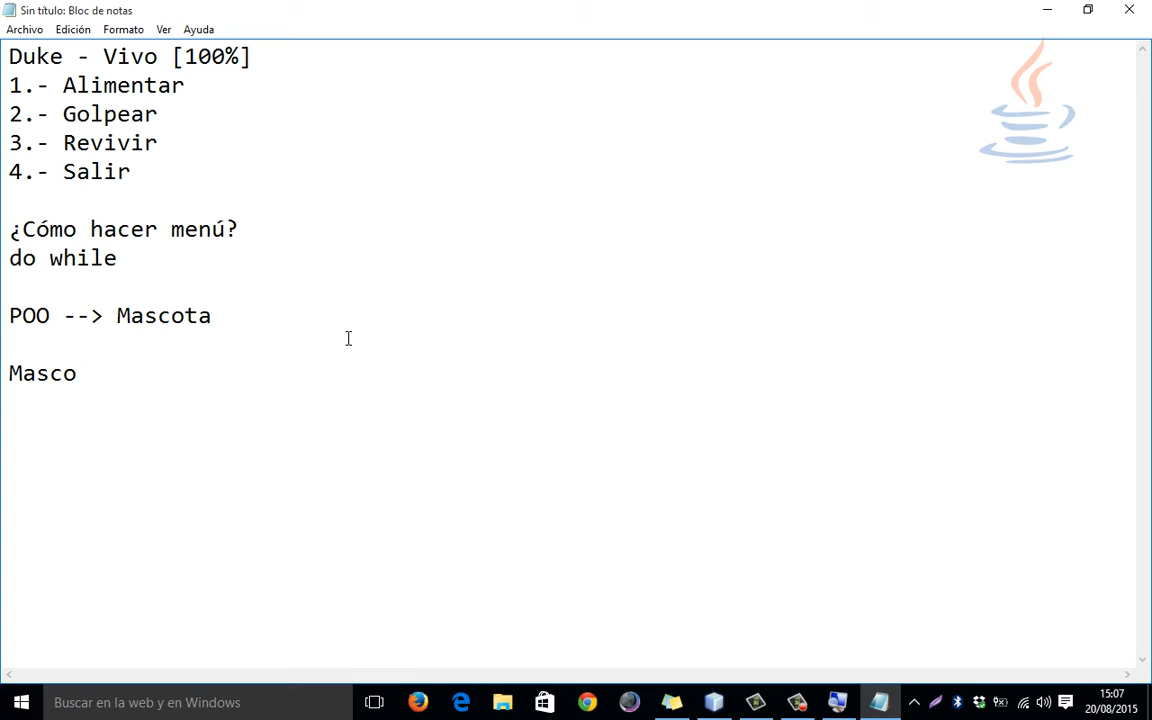 Sin título: Bloc de notas
Archivo Edición Formato Ver Ayuda
Duke - Vivo [100%]
1.- Alimentar
2.- Golpear
3.- Revivir
4.- Salir
¿Cómo hacer menú?
do while
POO --> Mascota
Masco
Buscar en la web y en Windows
15:07
20/08/2015